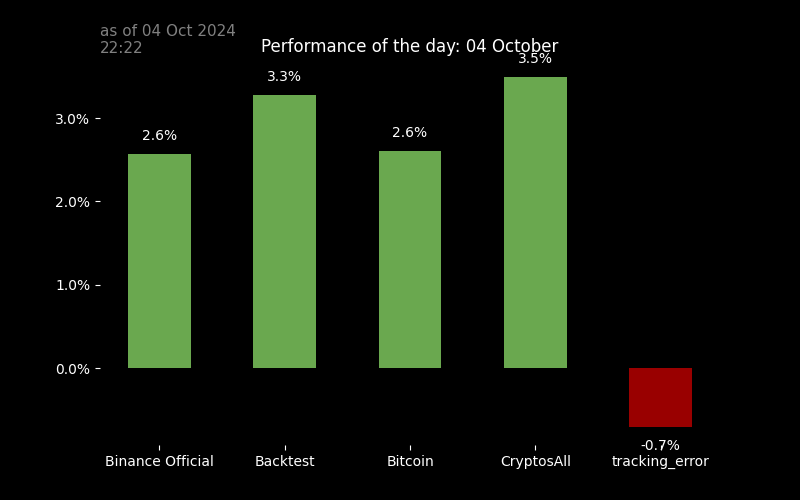 as of 04 Oct 2024
22:22
Performance of the day: 04 October
3.5%
3.3%
2.6%
2.6%
3.0%
2.0%
1.0%
0.0%
-0.7%
Binance Official
Backtest
Bitcoin
CryptosAll
tracking_error